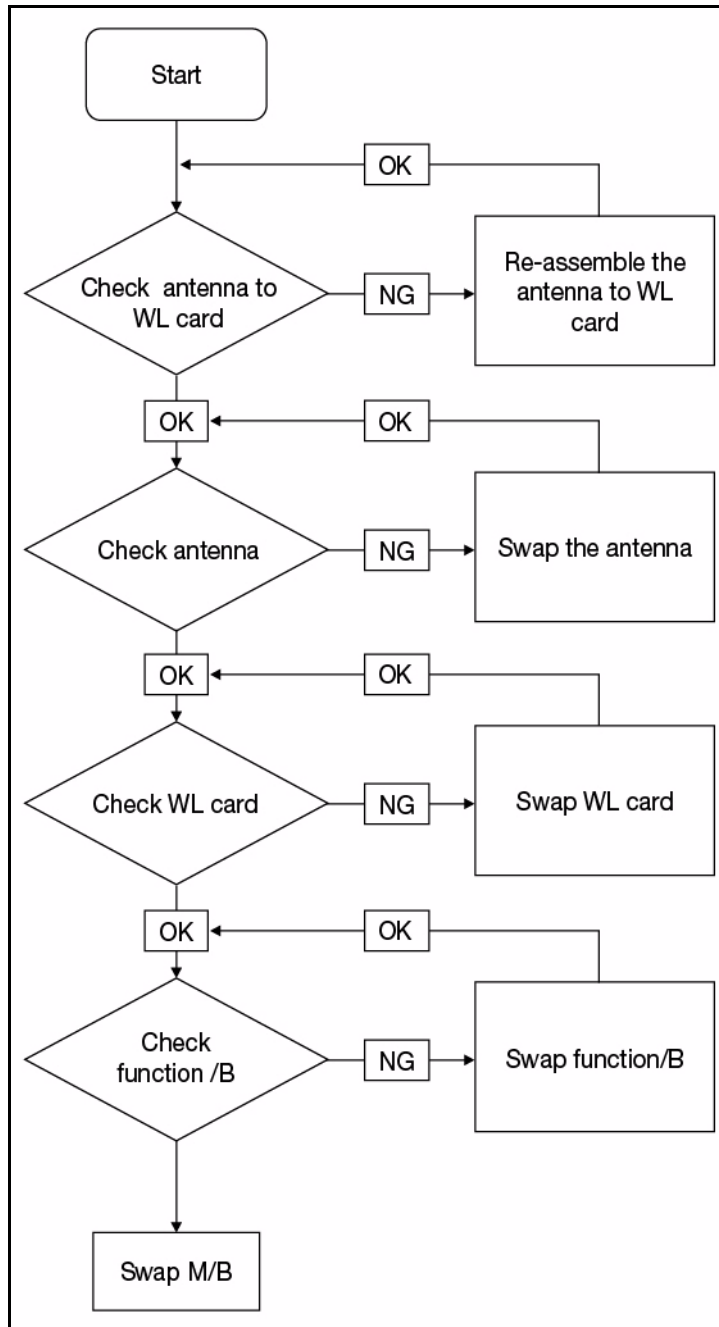 Start
OK
Check antenna to
WL card
NG
Re-assemble the
antenna to WL
card
OK
OK
Check antenna
NG
Swap the antenna
OK
OK
Check WL card
NG
Swap WL card
OK
OK
Check
function /B
NG
Swap function/B
Swap M/B